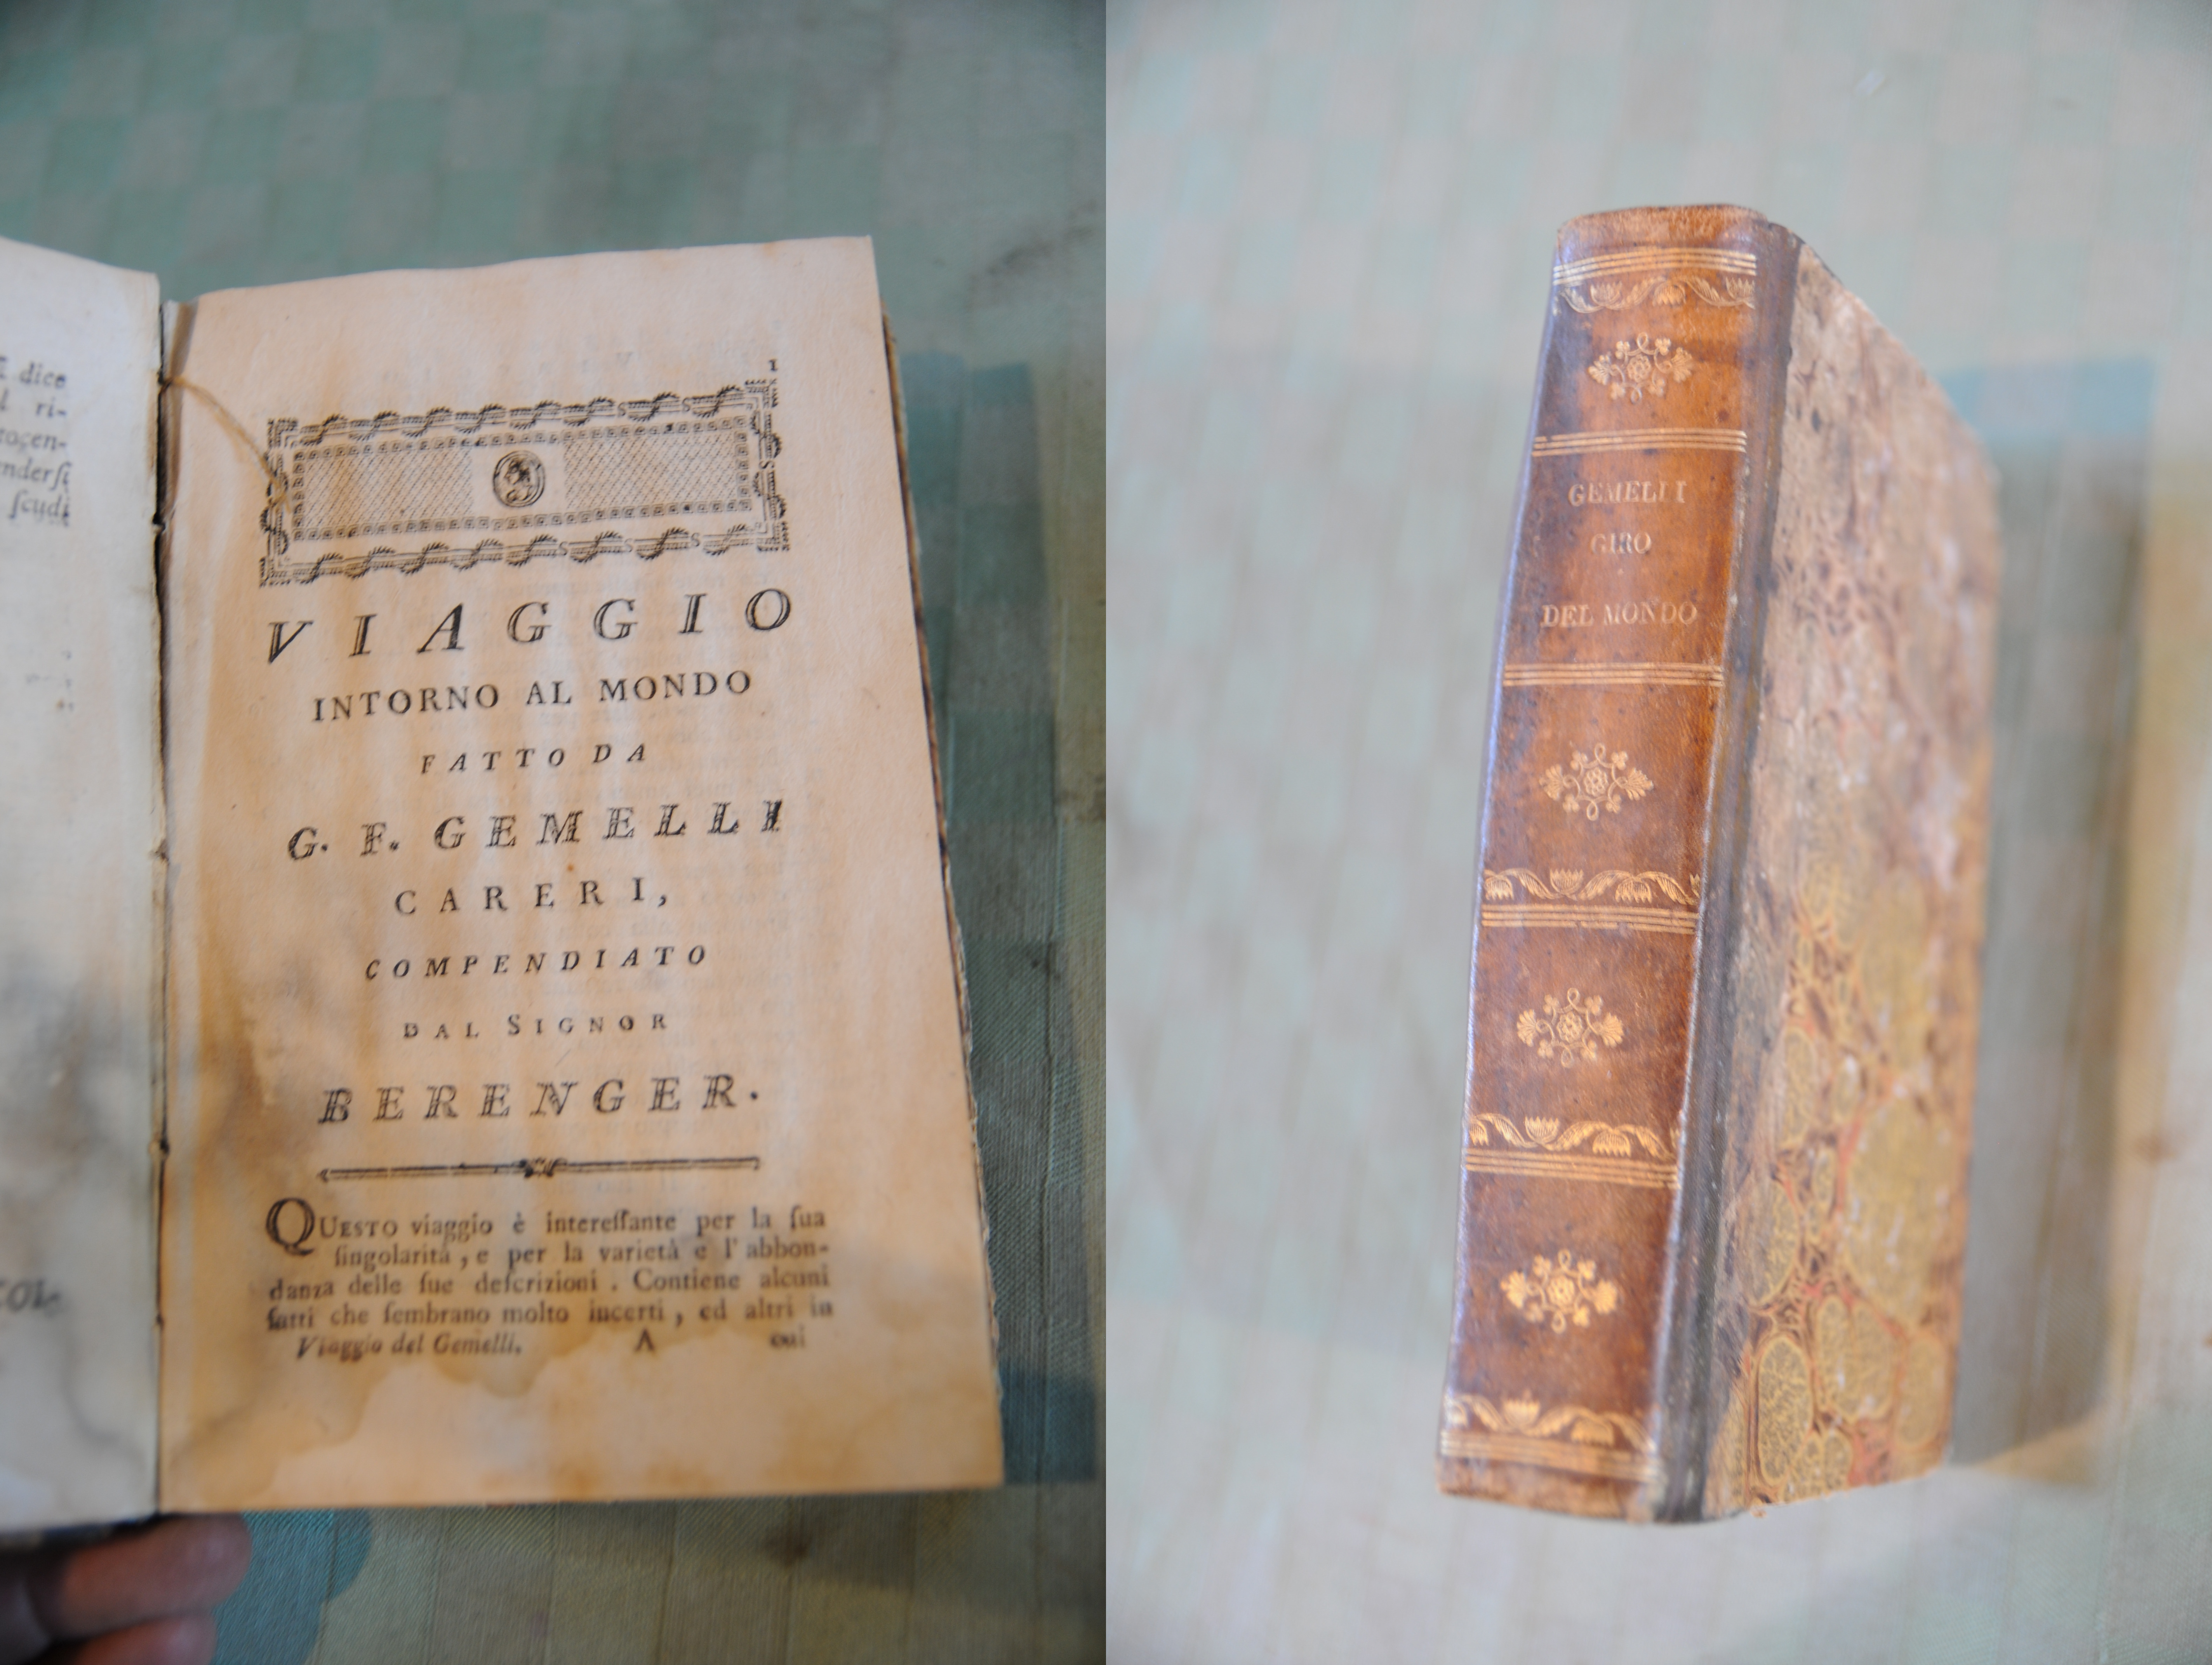 dice
ri-
ſcudi
1
VIAGGIO
INTORNO AL MONDO
FATTO DA
G. F. GEMELLI
CARERI,
COMPENDIATO
DAL SIGNOR
BERENGER.
QUESTO viaggio è intereſſante per la ſua
ſingolarità, e per la varietà e l'abbon-
danza delle ſue deſcrizioni. Contiene alcuni
fatti che ſembrano molto incerti, ed altri in
Viaggio del Gemelli. A cui
GEMELLI
GIRO
DEL MONDO